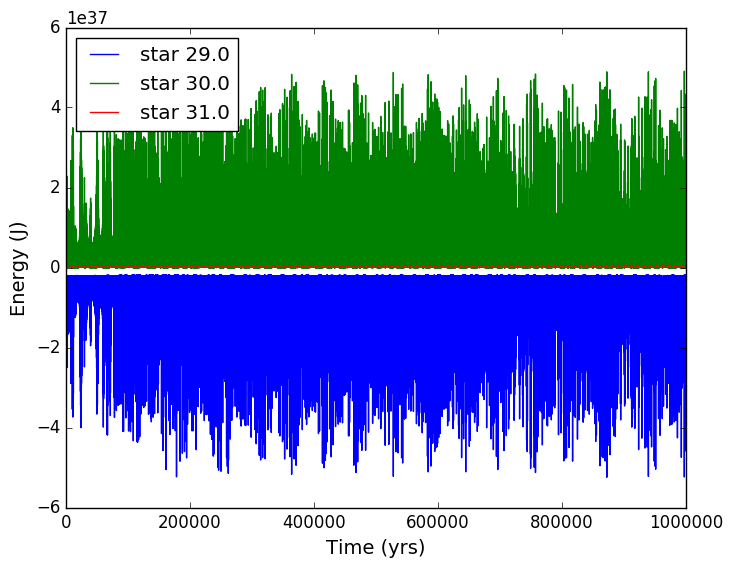 1e37
6
4
2
0
−2
−4
−6
Energy (J)
star 29.0
star 30.0
star 31.0
0 200000 400000 600000 800000 1000000
Time (yrs)